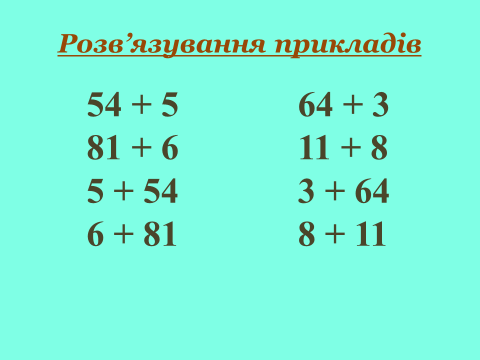 Розв’язування прикладів
54 + 5
81 + 6
5 + 54
6 + 81
64 + 3
11 + 8
3 + 64
8 + 11